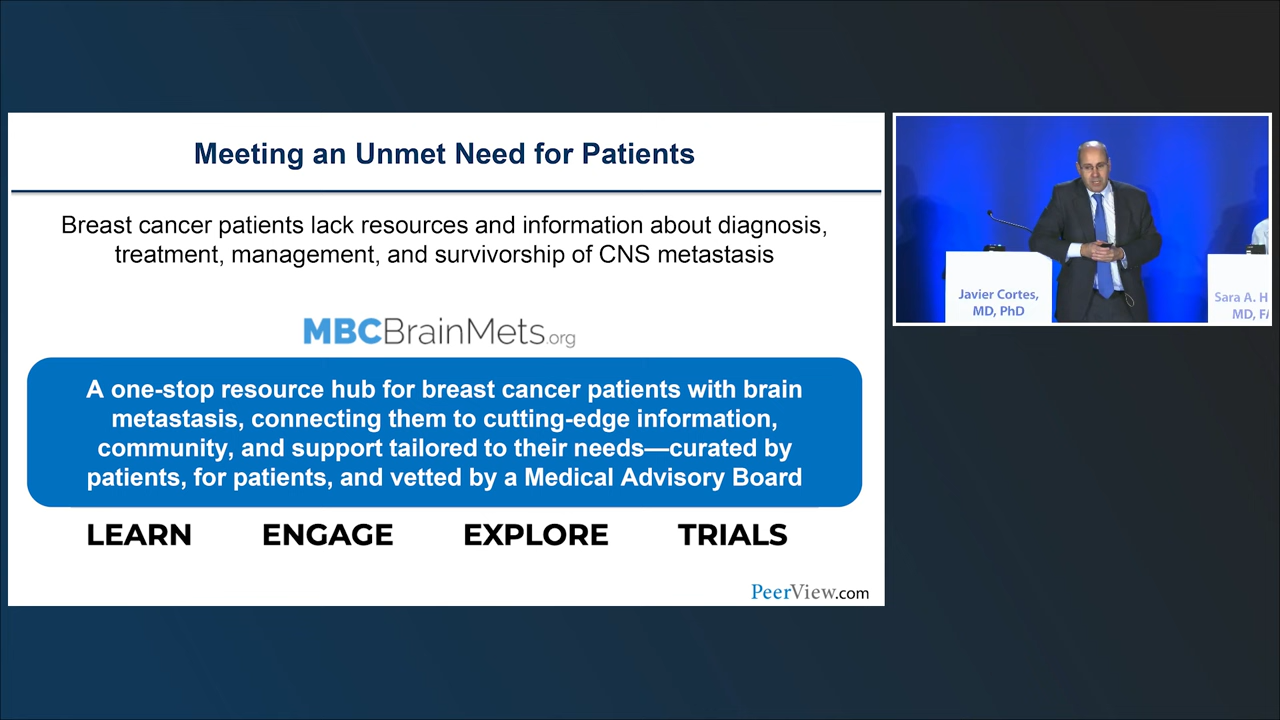 Meeting an Unmet Need for Patients
Breast cancer patients lack resources and information about diagnosis,
treatment, management, and survivorship of CNS metastasis
MBCBrainMets.org
A one-stop resource hub for breast cancer patients with brain
metastasis, connecting them to cutting-edge information,
community, and support tailored to their needs—curated by
patients, for patients, and vetted by a Medical Advisory Board
LEARN ENGAGE EXPLORE TRIALS
PeerView.com
Javier Cortes,
MD, PhD
Sara A. H
MD, FA